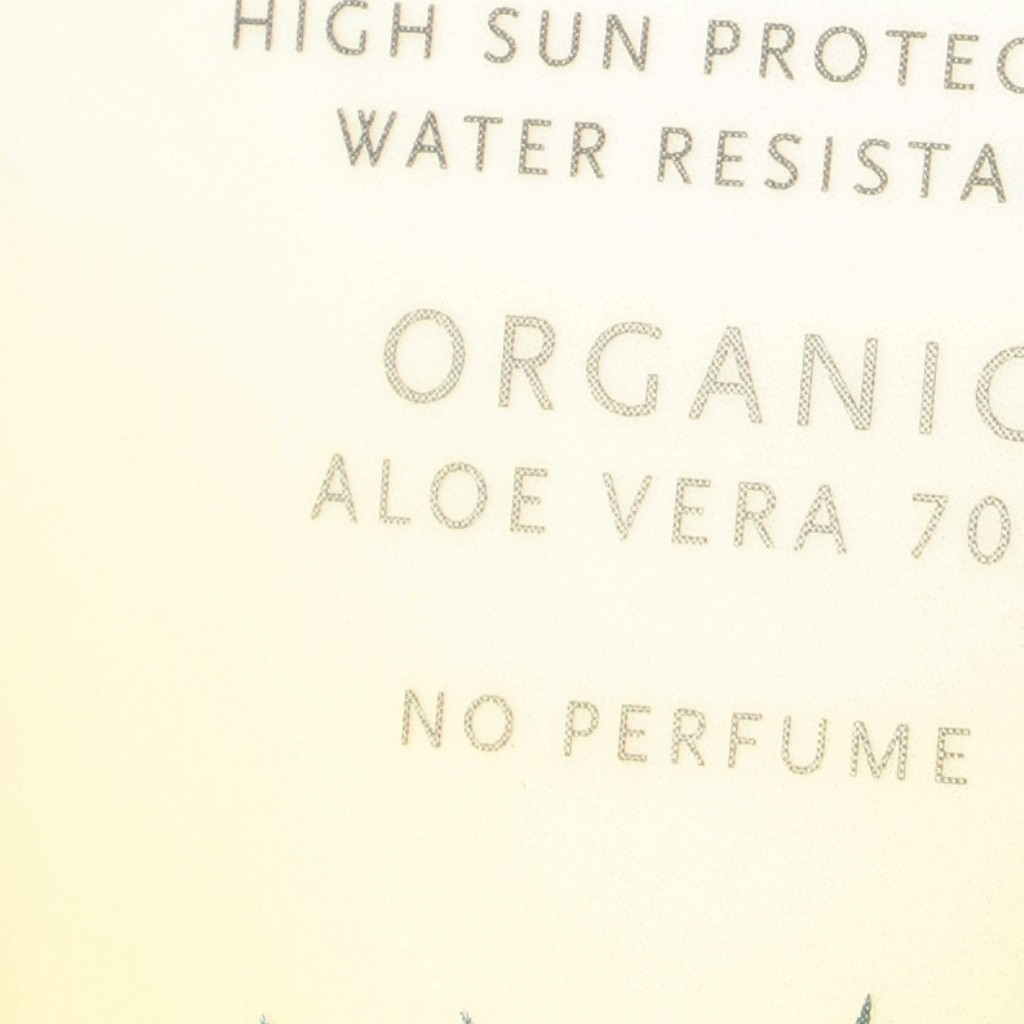 HIGH SUN PROTEC
WATER RESISTA
ORGANIC
ALOE VERA 70
NO PERFUME